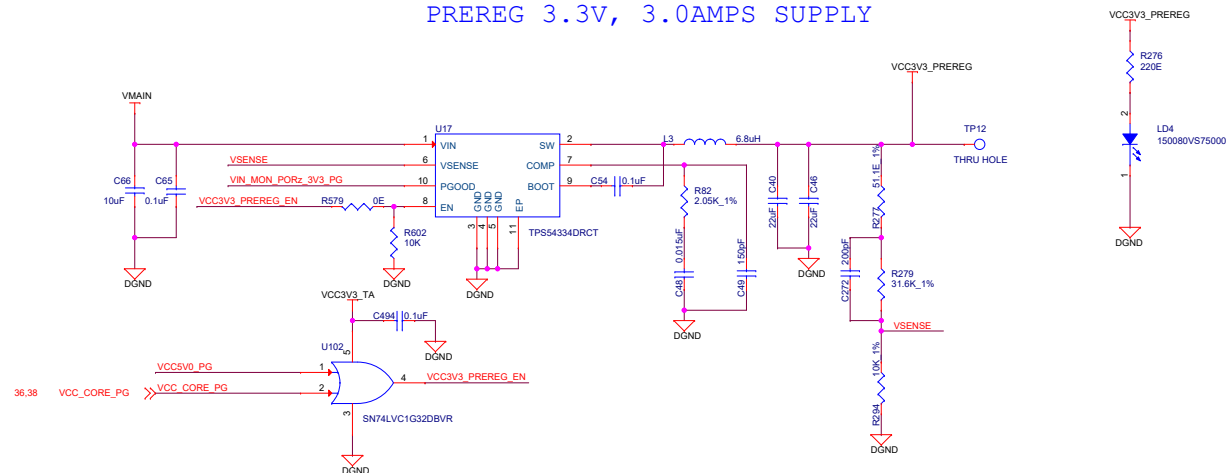 PREREG 3.3V, 3.0AMPS SUPPLY
VCC3V3_PREREG
R276
220E
2
LD4
150080VS75000
1
DGND
VCC3V3_PREREG
TP12
THRU HOLE
VMAIN
U17
1 VIN SW 2
6 VSENSE COMP 7
10 PGOOD BOOT 9
8 EN
GND GND GND EP
3 4 5 11
TPS54334DRCT
VSENSE
VIN_MON_PORz_3V3_PG
VCC3V3_PREREG_EN
R579 0E
R602
10K
DGND
C66
10uF
C65
0.1uF
DGND
DGND
L3 6.8uH
C54 0.1uF
R82
2.05K_1%
C48 0.015uF
C49 150pF
DGND
C40
22uF
C46
22uF
DGND
R277 51.1E_1%
C272 200pF
R279
31.6K_1%
VSENSE
R294 10K_1%
DGND
VCC3V3_TA
C494 0.1uF
DGND
U102
5
VCC5V0_PG 1
36,38 VCC_CORE_PG VCC_CORE_PG 2
4 VCC3V3_PREREG_EN
3
SN74LVC1G32DBVR
DGND